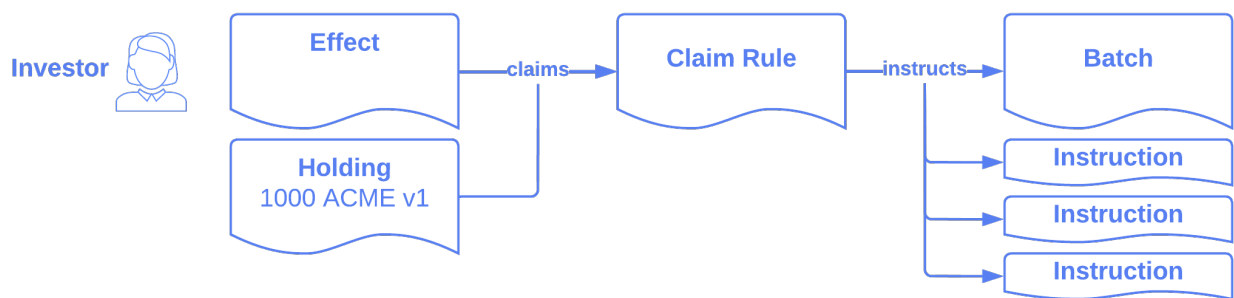 Investor
Effect
claims
Holding
1000 ACME v1
Claim Rule
instructs
Batch
Instruction
Instruction
Instruction